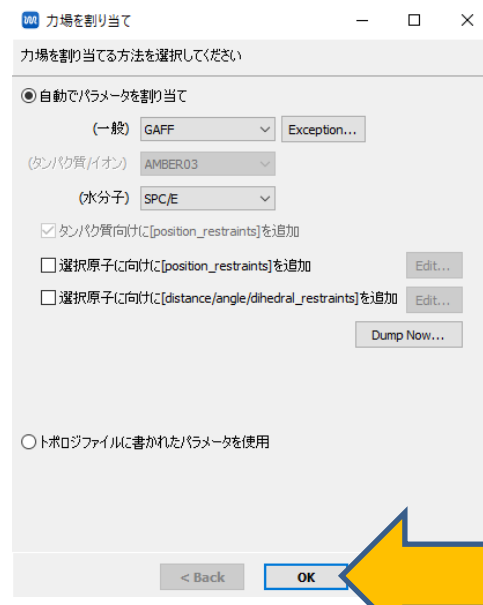 力場を割り当て
力場を割り当てる方法を選択してください
自動でパラメータを割り当て
(一般) GAFF Exception...
(タンパク質/イオン) AMBER03
(水分子) SPC/E
タンパク質向けに[position_restraints]を追加
選択原子に向けに[position_restraints]を追加 Edit...
選択原子に向けに[distance/angle/dihedral_restraints]を追加 Edit...
Dump Now...
トポロジファイルに書かれたパラメータを使用
< Back OK